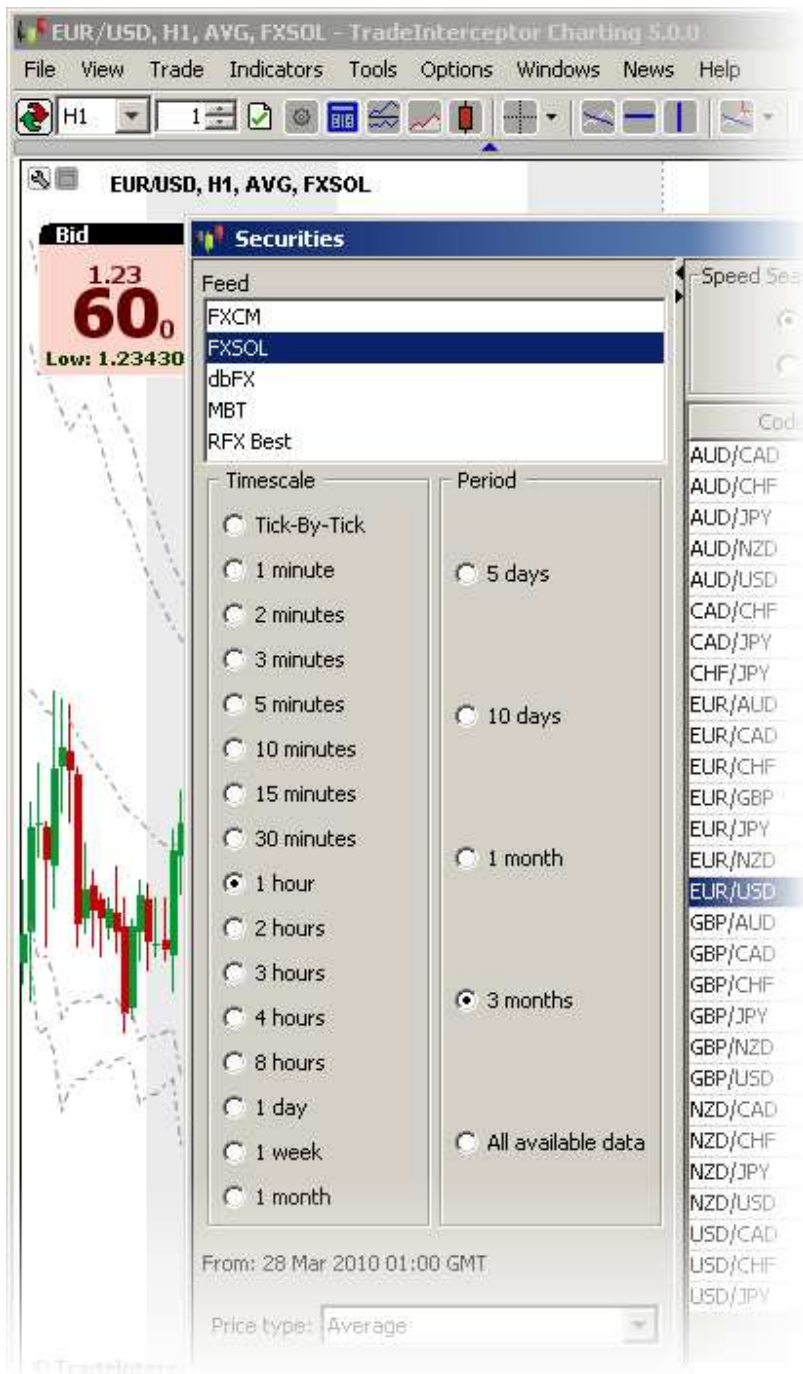 EUR/USD, H1, AVG, FXSOL - TradeInterceptor Charting 5.0.0
File View Trade Indicators Tools Options Windows News Help
H1 1
EUR/USD, H1, AVG, FXSOL
Bid
1.23
60 0
Low: 1.23430
Securities
Feed
FXCM
FXSOL
dbFX
MBT
RFX Best
Timescale
Tick-By-Tick
1 minute
2 minutes
3 minutes
5 minutes
10 minutes
15 minutes
30 minutes
1 hour
2 hours
3 hours
4 hours
8 hours
1 day
1 week
1 month
Period
5 days
10 days
1 month
3 months
All available data
From: 28 Mar 2010 01:00 GMT
Price type: Average
Speed Sea
Code
AUD/CAD
AUD/CHF
AUD/JPY
AUD/NZD
AUD/USD
CAD/CHF
CAD/JPY
CHF/JPY
EUR/AUD
EUR/CAD
EUR/CHF
EUR/GBP
EUR/JPY
EUR/NZD
EUR/USD
GBP/AUD
GBP/CAD
GBP/CHF
GBP/JPY
GBP/NZD
GBP/USD
NZD/CAD
NZD/CHF
NZD/JPY
NZD/USD
USD/CAD
USD/CHF
USD/JPY